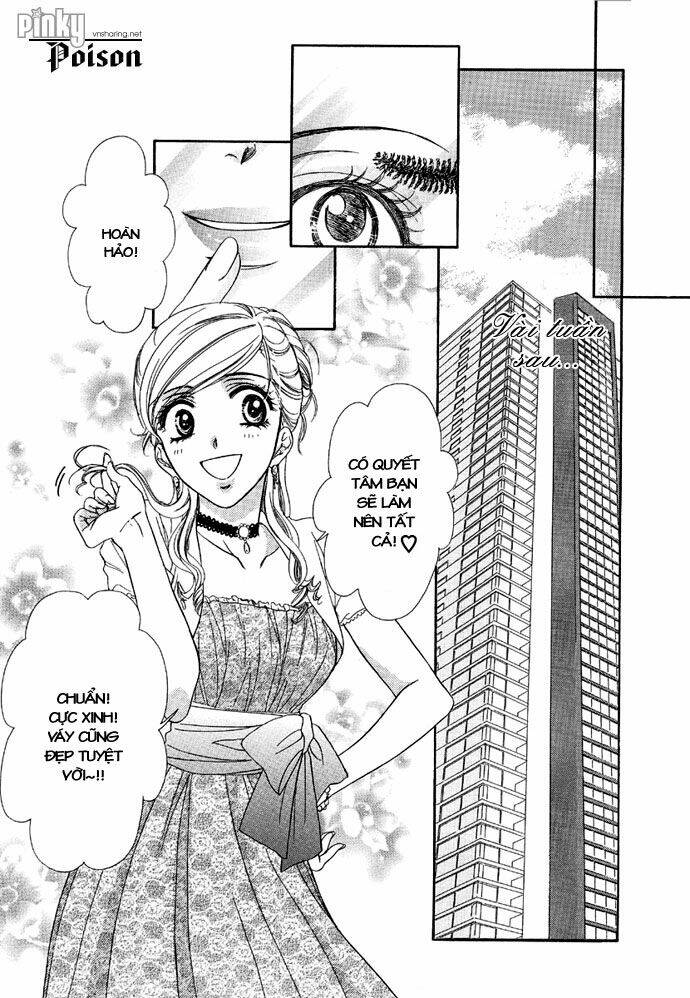 pinky
vnsharing.net
Poison
Vài tuần
sau...
HOÀN
HẢO!
CÓ QUYẾT
TÂM BẠN
SẼ LÀM
NÊN TẤT
CẢ! ♡
CHUẨN!
CỰC XINH!
VÁY CŨNG
ĐẸP TUYỆT
VỜI~!!